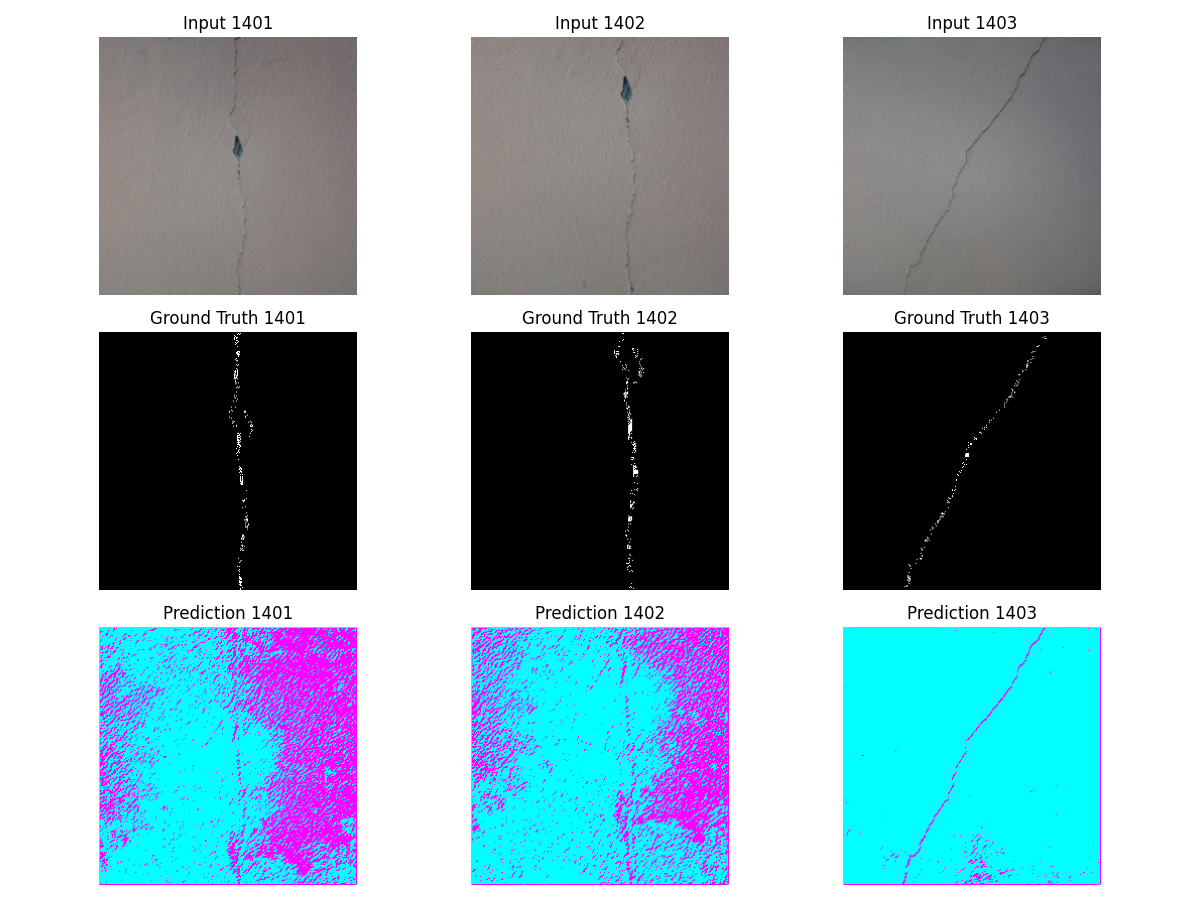 Input 1401
Input 1402
Input 1403
Ground Truth 1401
Ground Truth 1402
Ground Truth 1403
Prediction 1401
Prediction 1402
Prediction 1403